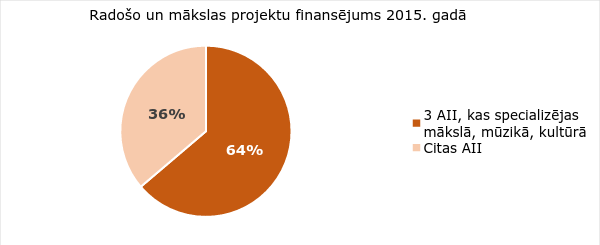 Radošo un mākslas projektu finansējums 2015. gadā
36%
64%
3 AII, kas specializējas
mākslā, mūzikā, kultūrā
Citas AII